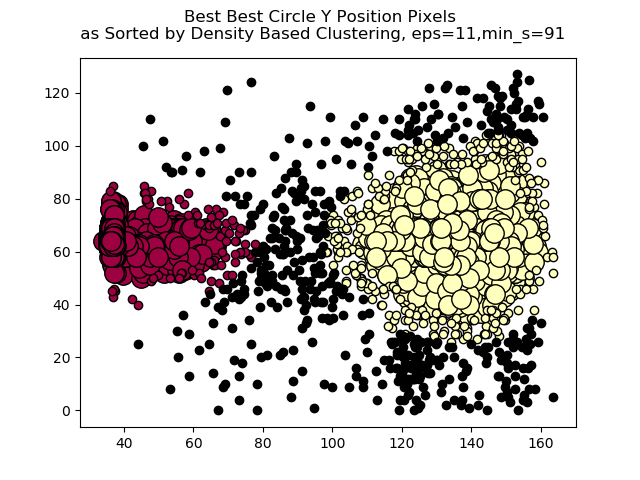 Best Best Circle Y Position Pixels
as Sorted by Density Based Clustering, eps=11,min_s=91
120
100
80
60
40
20
0
40 60 80 100 120 140 160